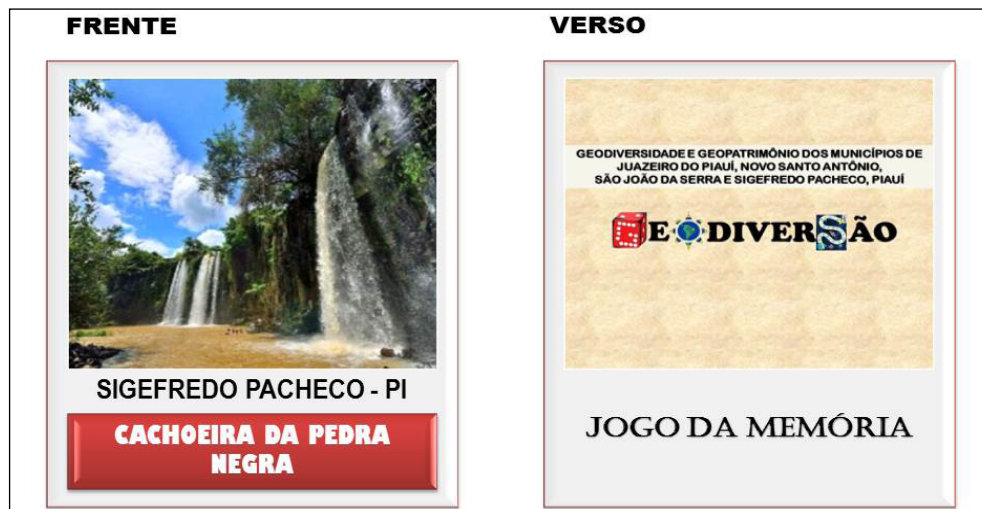 FRENTE
VERSO
SIGEFREDO PACHECO - PI
CACHOEIRA DA PEDRA
NEGRA
GEODIVERSIDADE E GEOPATRIMÔNIO DOS MUNICÍPIOS DE
JUAZEIRO DO PIAUÍ, NOVO SANTO ANTÔNIO,
SÃO JOÃO DA SERRA E SIGEFREDO PACHECO, PIAUÍ
GEODIVERSÃO
JOGO DA MEMÓRIA